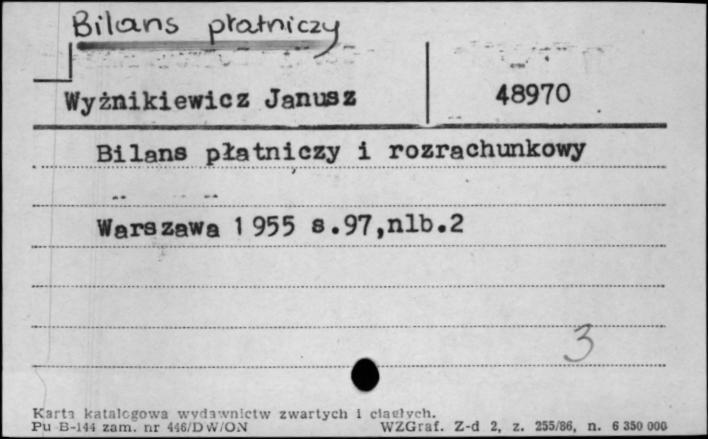 Bilans płatniczy
Wyżnikiewicz Janusz 48970
Bilans płatniczy i rozrachunkowy
Warszawa 1955 s.97,nlb.2
3
Karta katalogowa wydawnictw zwartych i ciągłych.
Pu B-144 zam. nr 446/DW/ON WZGraf. Z-d 2, z. 255/86, n. 6 350 000